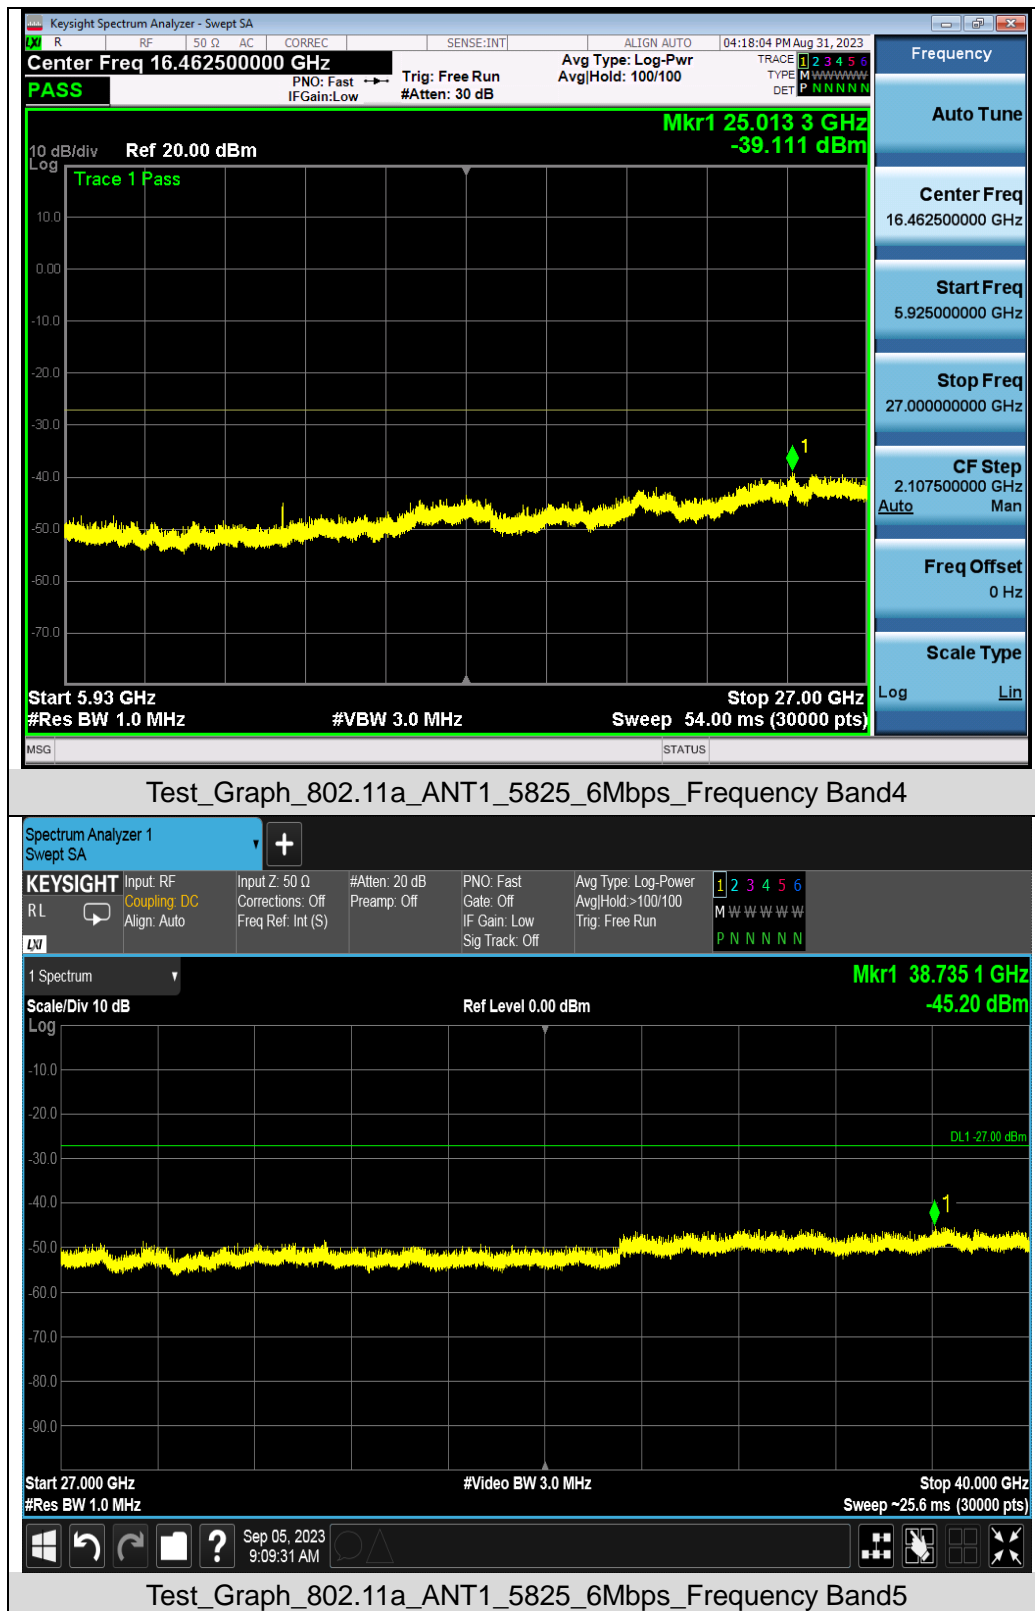 Keysight Spectrum Analyzer - Swept SA
LXI R RF 50 Ω AC CORREC SENSE:INT ALIGN AUTO 04:18:04 PM Aug 31, 2023
Center Freq 16.462500000 GHz
PASS
PNO: Fast
IFGain:Low
Trig: Free Run
#Atten: 30 dB
Avg Type: Log-Pwr
Avg|Hold: 100/100
TRACE 1 2 3 4 5 6
TYPE M W W W W W
DET P N N N N N
Mkr1 25.013 3 GHz
-39.111 dBm
10 dB/div Ref 20.00 dBm
Log
Trace 1 Pass
10.0
0.00
-10.0
-20.0
-30.0
-40.0
-50.0
-60.0
-70.0
1
Start 5.93 GHz Stop 27.00 GHz
#Res BW 1.0 MHz #VBW 3.0 MHz Sweep 54.00 ms (30000 pts)
MSG STATUS
Frequency
Auto Tune
Center Freq
16.462500000 GHz
Start Freq
5.925000000 GHz
Stop Freq
27.000000000 GHz
CF Step
2.107500000 GHz
Auto Man
Freq Offset
0 Hz
Scale Type
Log Lin
Test_Graph_802.11a_ANT1_5825_6Mbps_Frequency Band4
Spectrum Analyzer 1
Swept SA
+
KEYSIGHT
R L
LXI
Input: RF
Coupling: DC
Align: Auto
Input Z: 50 Ω
Corrections: Off
Freq Ref: Int (S)
#Atten: 20 dB
Preamp: Off
PNO: Fast
Gate: Off
IF Gain: Low
Sig Track: Off
Avg Type: Log-Power
Avg|Hold:>100/100
Trig: Free Run
1 2 3 4 5 6
M W W W W W
P N N N N N
1 Spectrum
Mkr1 38.735 1 GHz
-45.20 dBm
Scale/Div 10 dB Ref Level 0.00 dBm
Log
-10.0
-20.0
DL1 -27.00 dBm
-30.0
-40.0
-50.0
-60.0
-70.0
-80.0
-90.0
1
Start 27.000 GHz #Video BW 3.0 MHz Stop 40.000 GHz
#Res BW 1.0 MHz Sweep ~25.6 ms (30000 pts)
? Sep 05, 2023
9:09:31 AM
Test_Graph_802.11a_ANT1_5825_6Mbps_Frequency Band5